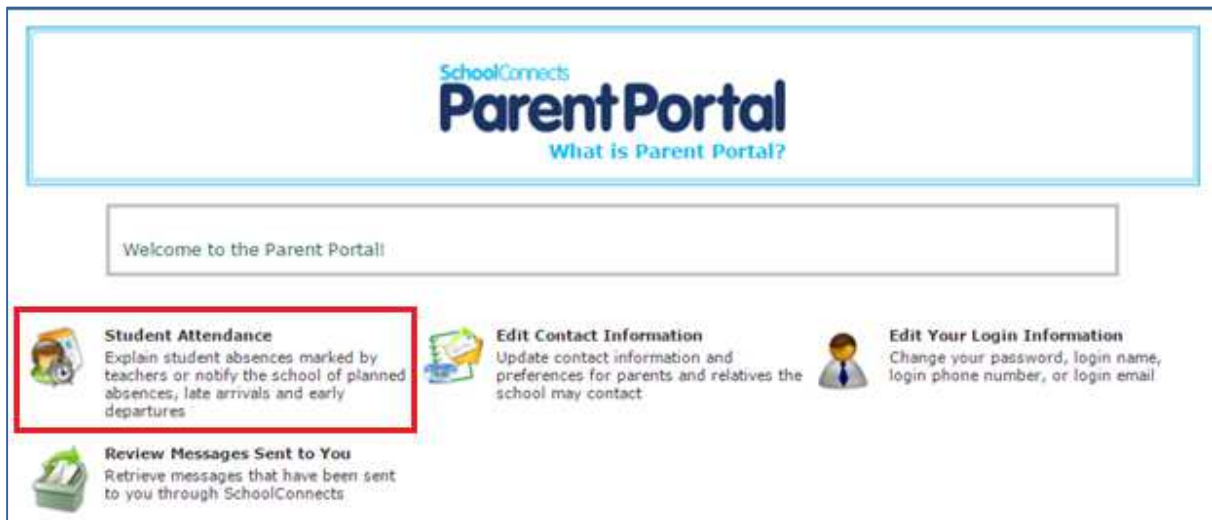 SchoolConnects
Parent Portal
What is Parent Portal?
Welcome to the Parent Portal!
Student Attendance
Explain student absences marked by
teachers or notify the school of planned
absences, late arrivals and early
departures
Edit Contact Information
Update contact information and
preferences for parents and relatives the
school may contact
Edit Your Login Information
Change your password, login name,
login phone number, or login email
Review Messages Sent to You
Retrieve messages that have been sent
to you through SchoolConnects